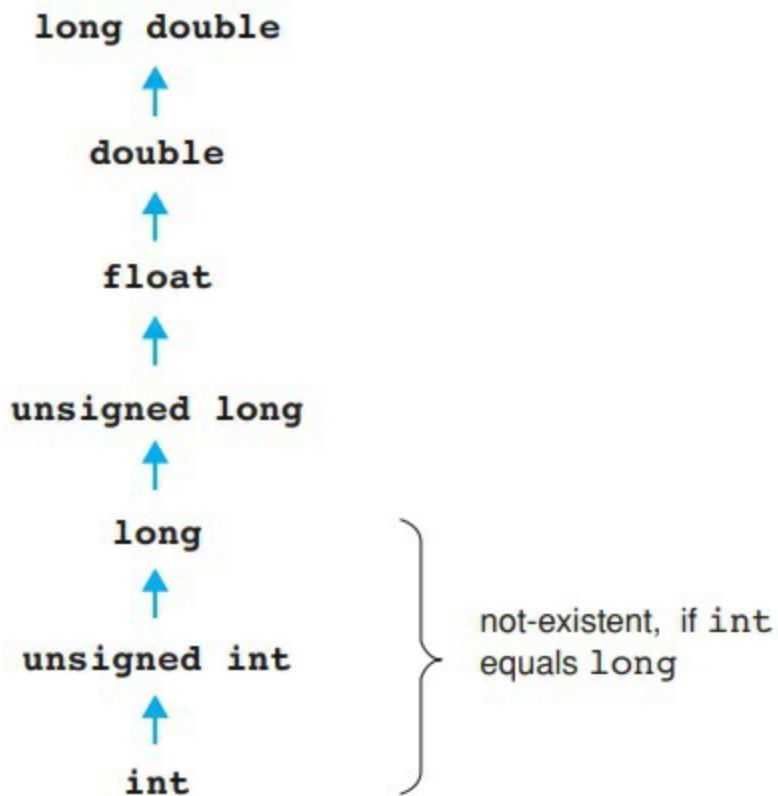 long double
double
float
unsigned long
long
unsigned int
int
not-existent, if int
equals long